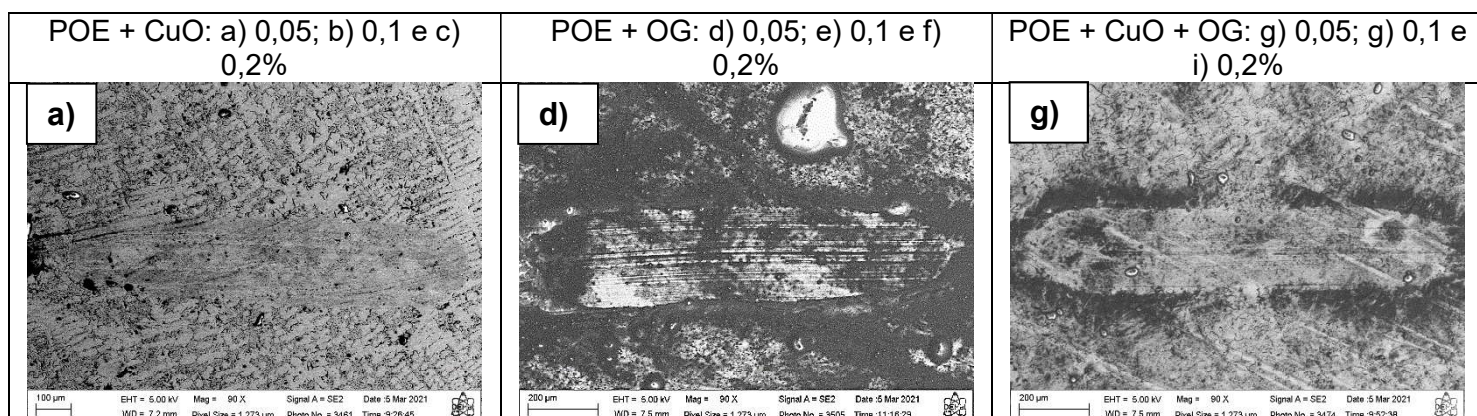 POE + CuO: a) 0,05; b) 0,1 e c)
0,2%
POE + OG: d) 0,05; e) 0,1 e f)
0,2%
POE + CuO + OG: g) 0,05; g) 0,1 e
i) 0,2%
a)
d)
g)
100 µm EHT = 5.00 kV Mag = 90 X Signal A = SE2 Date :5 Mar 2021
WD = 7.2 mm Pixel Size = 1.273 µm Photo No. = 3461 Time :9:26:45
200 µm EHT = 5.00 kV Mag = 90 X Signal A = SE2 Date :5 Mar 2021
WD = 7.5 mm Pixel Size = 1.273 µm Photo No. = 3505 Time :11:16:29
200 µm EHT = 5.00 kV Mag = 90 X Signal A = SE2 Date :5 Mar 2021
WD = 7.5 mm Pixel Size = 1.273 µm Photo No. = 3474 Time :9:52:38